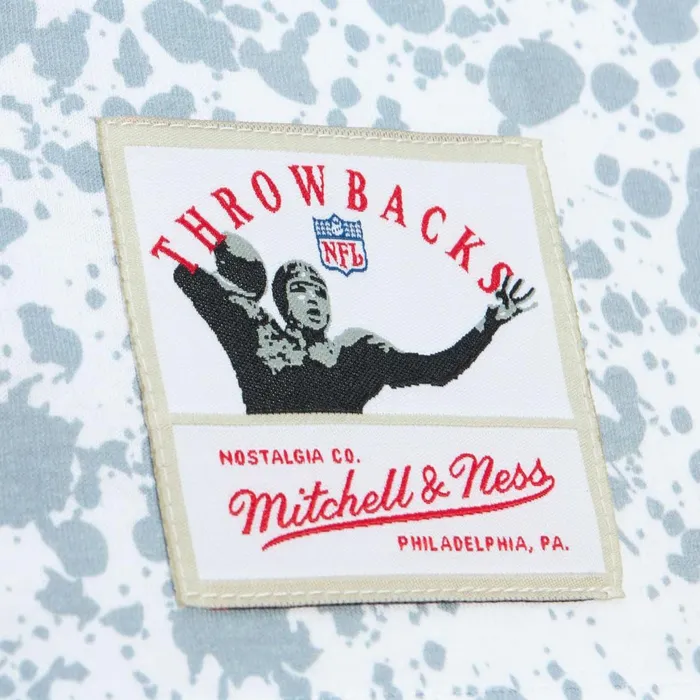 THROWBACKS
NFL
NOSTALGIA CO.
Mitchell & Ness
PHILADELPHIA, PA.